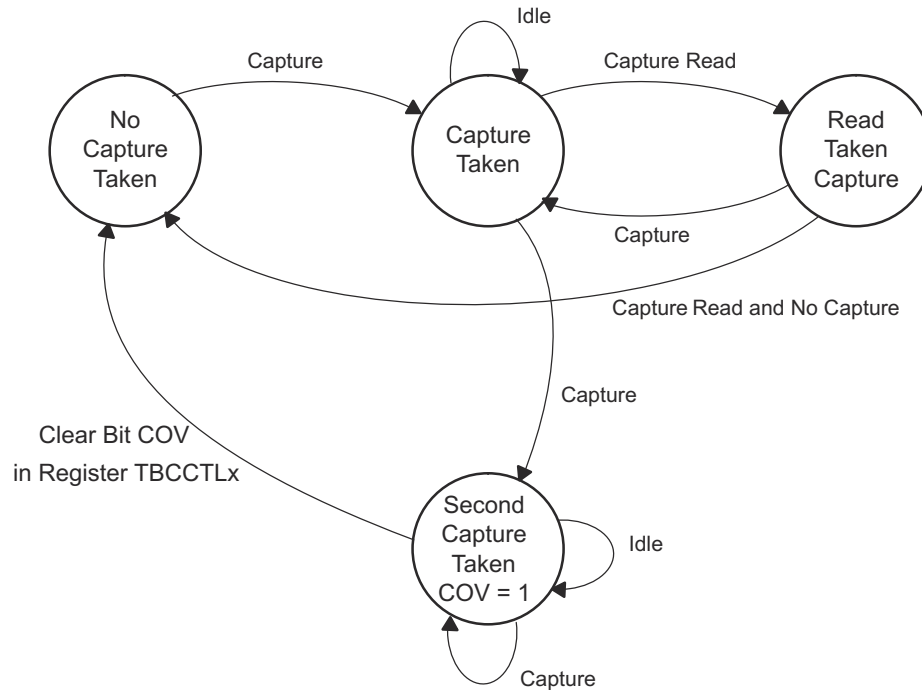 Idle
Capture
Capture Read
No
Capture
Taken
Capture
Taken
Read
Taken
Capture
Capture
Capture Read and No Capture
Capture
Clear Bit COV
in Register TBCCTLx
Second
Capture
Taken
COV = 1
Idle
Capture